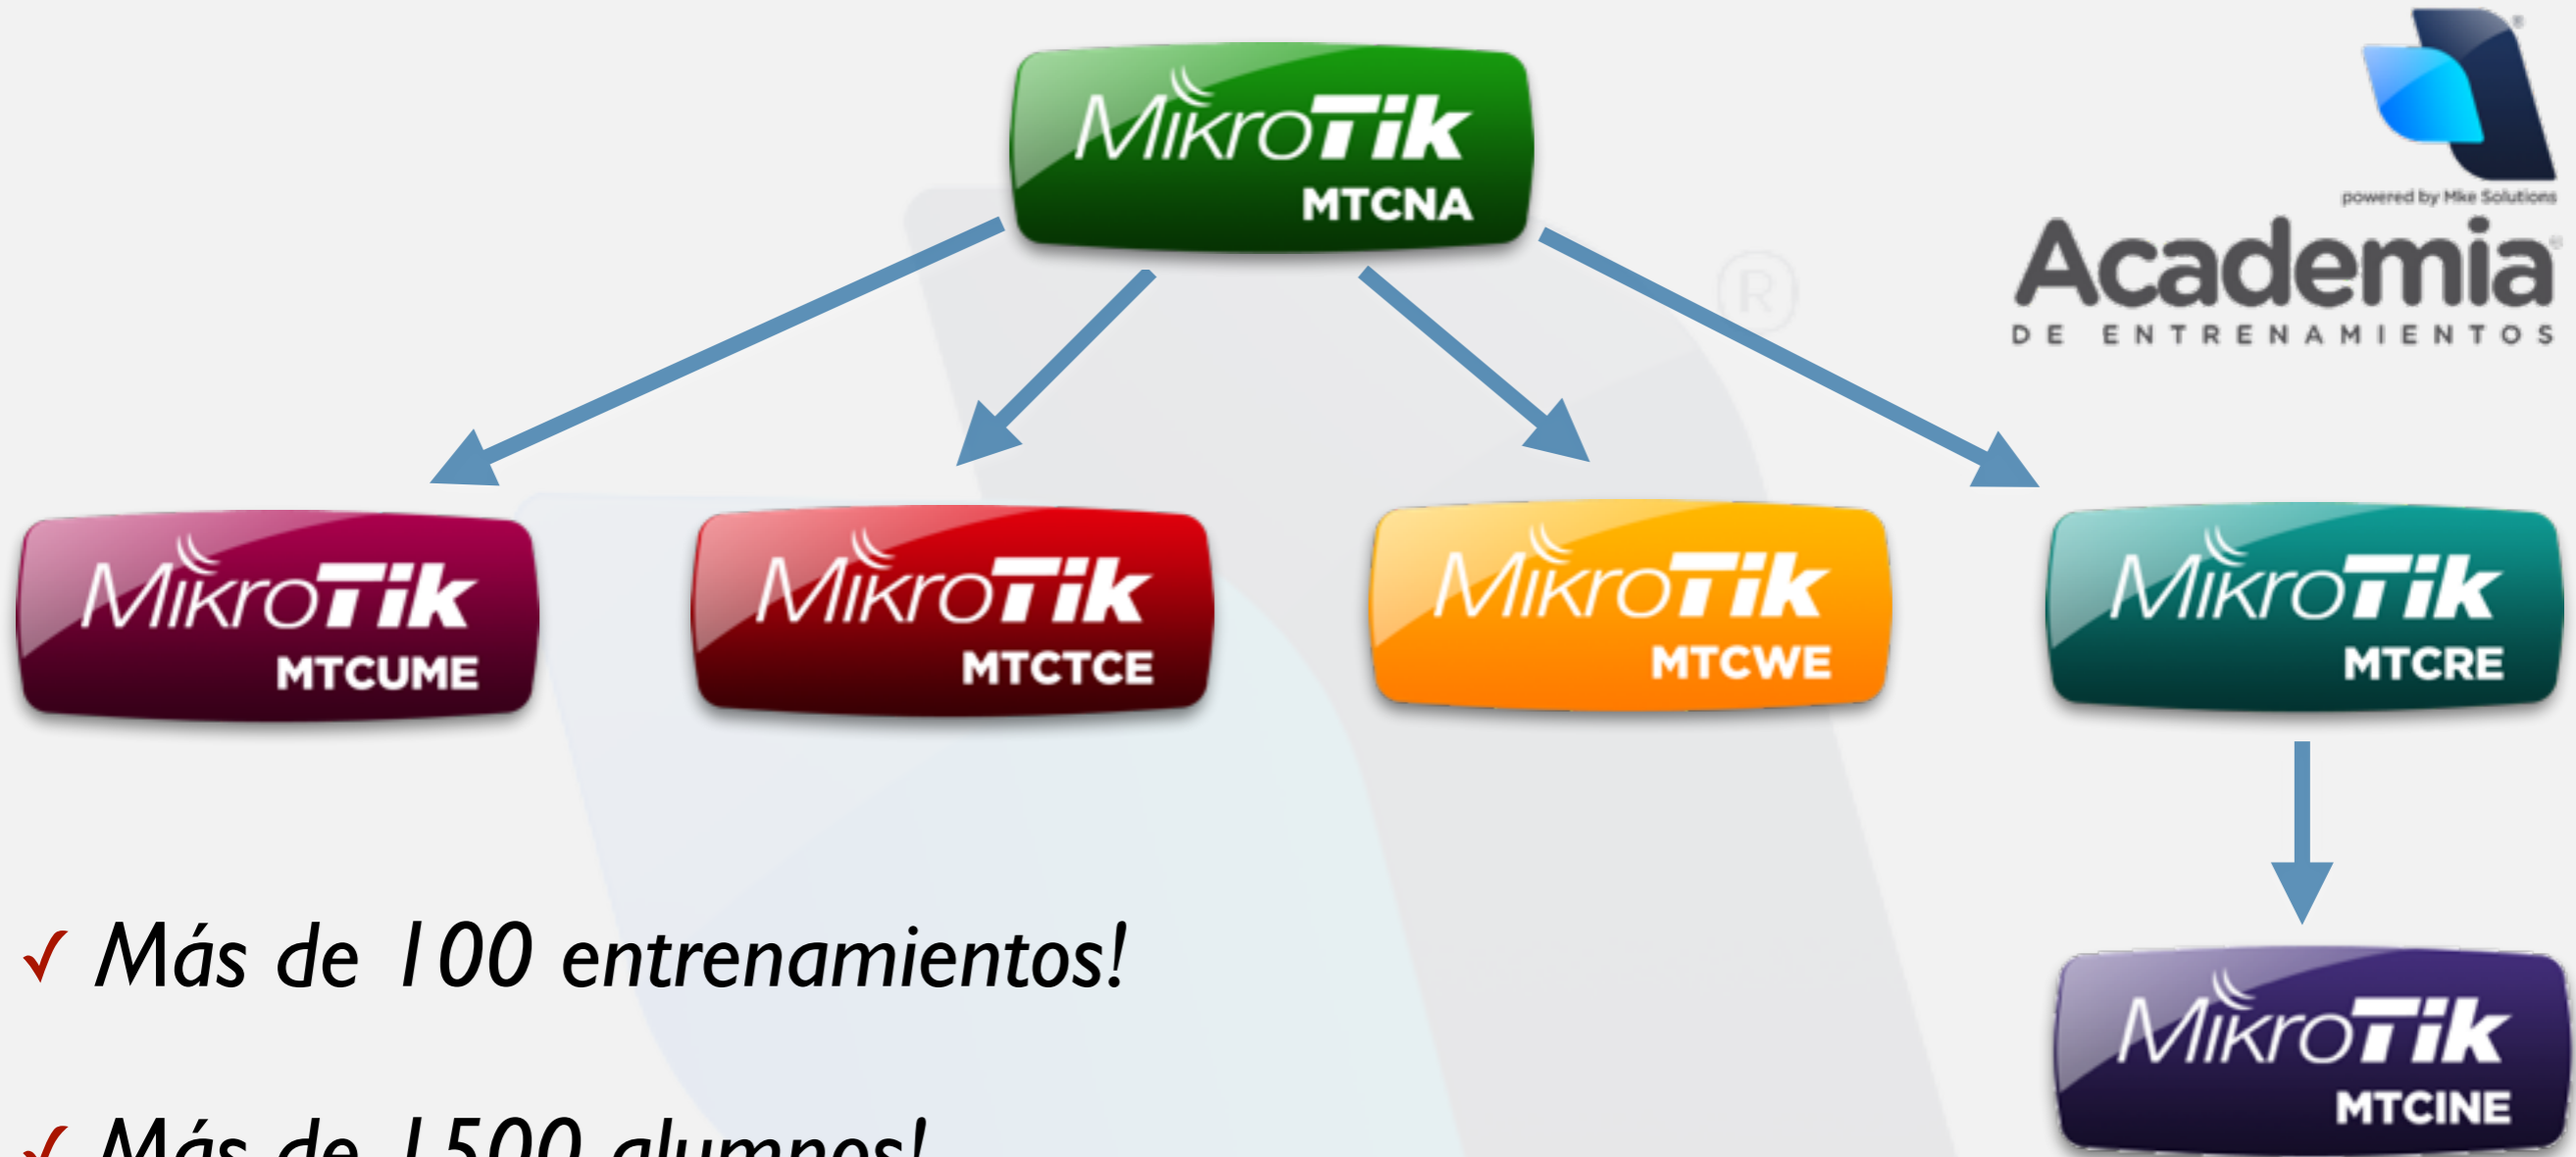 MikroTik
MTCNA
powered by Mke Solutions
Academia
DE ENTRENAMIENTOS
®
MikroTik
MTCUME
MikroTik
MTCTCE
MikroTik
MTCWE
MikroTik
MTCRE
✓ Más de 100 entrenamientos!
MikroTik
MTCINE
✓ Más de 1500 alumnos!